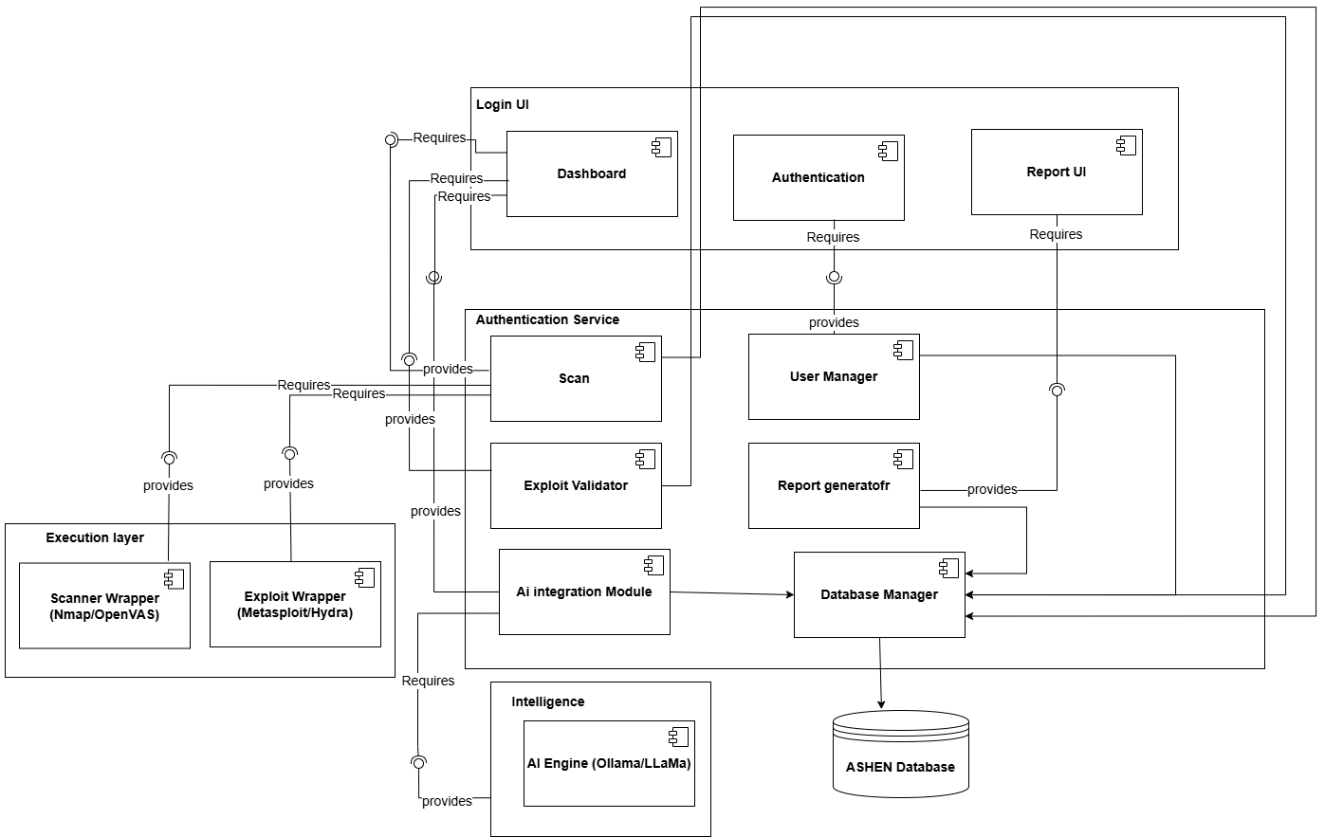 Login UI
Requires
Dashboard
Requires
Requires
Authentication
Report UI
Requires
Requires
Authentication Service
provides
provides
Scan
User Manager
Requires
Requires
provides
Exploit Validator
Report generatofr
provides
provides
provides
provides
Execution layer
Scanner Wrapper
(Nmap/OpenVAS)
Exploit Wrapper
(Metasploit/Hydra)
Ai integration Module
Database Manager
Requires
Intelligence
AI Engine (Ollama/LLaMa)
provides
ASHEN Database